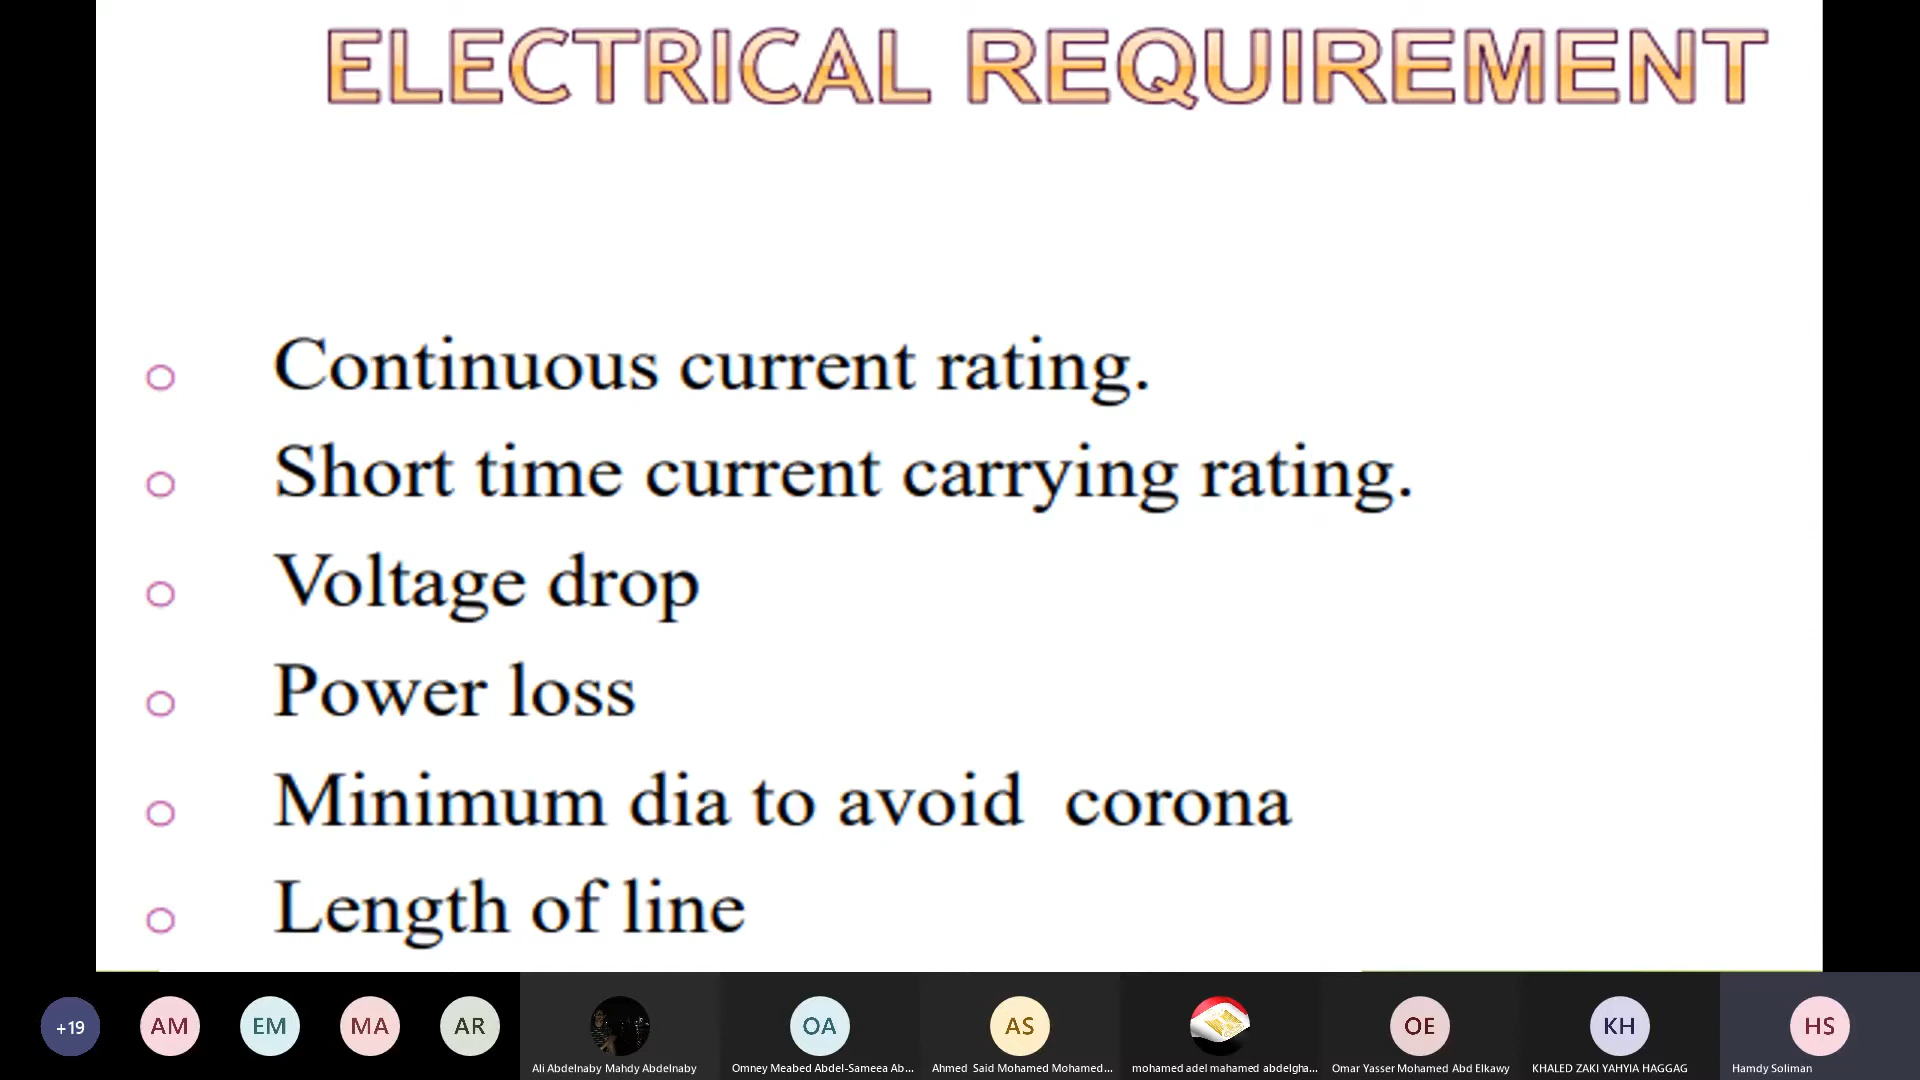 ELECTRICAL REQUIREMENT
Continuous current rating.
Short time current carrying rating.
Voltage drop
Power loss
Minimum dia to avoid corona
Length of line
+19
AM
EM
MA
AR
OA
AS
OE
KH
HS
Ali Abdelnaby Mahdy Abdelnaby
Omney Meabed Abdel-Sameea Ab...
Ahmed Said Mohamed Mohamed...
mohamed adel mahamed abdelgha...
Omar Yasser Mohamed Abd Elkawy
KHALED ZAKI YAHYIA HAGGAG
Hamdy Soliman